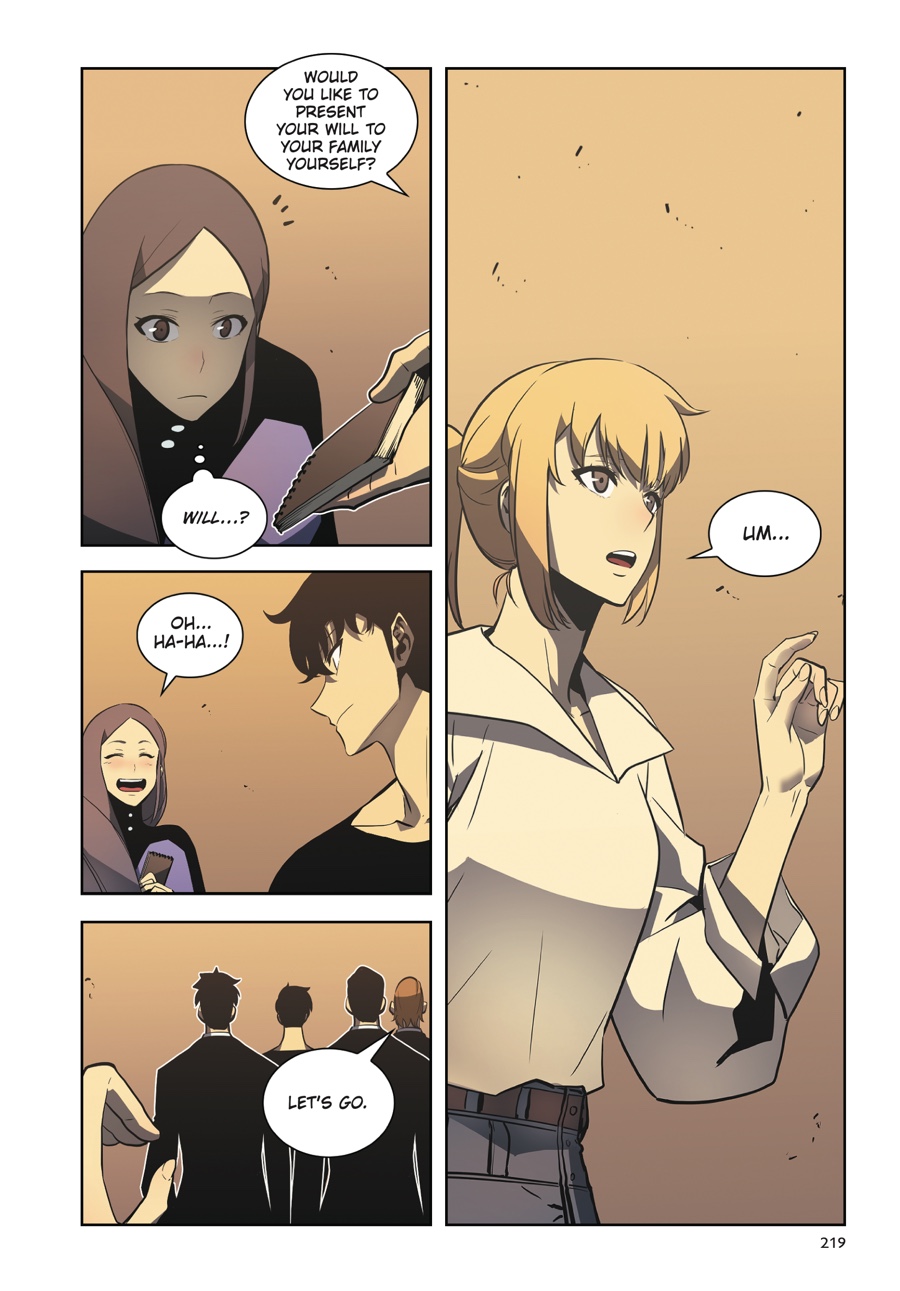 WOULD
YOU LIKE TO
PRESENT
YOUR WILL TO
YOUR FAMILY
YOURSELF?
WILL...?
OH...
HA-HA...!
LET'S GO.
UM...
219